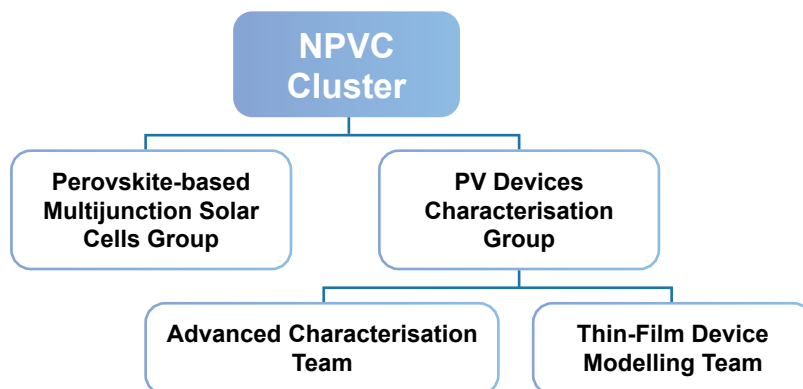 NPVC
Cluster
Perovskite-based
Multijunction Solar
Cells Group
PV Devices
Characterisation
Group
Advanced Characterisation
Team
Thin-Film Device
Modelling Team